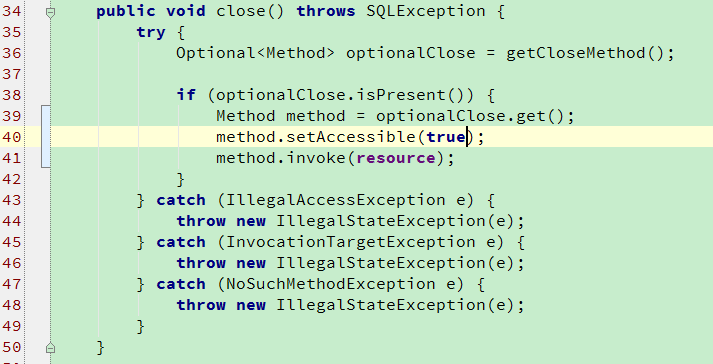 34 public void close() throws SQLException {
35 try {
36 Optional<Method> optionalClose = getCloseMethod();
37
38 if (optionalClose.isPresent()) {
39 Method method = optionalClose.get();
40 method.setAccessible(true);
41 method.invoke(resource);
42 }
43 } catch (IllegalAccessException e) {
44 throw new IllegalStateException(e);
45 } catch (InvocationTargetException e) {
46 throw new IllegalStateException(e);
47 } catch (NoSuchMethodException e) {
48 throw new IllegalStateException(e);
49 }
50 }